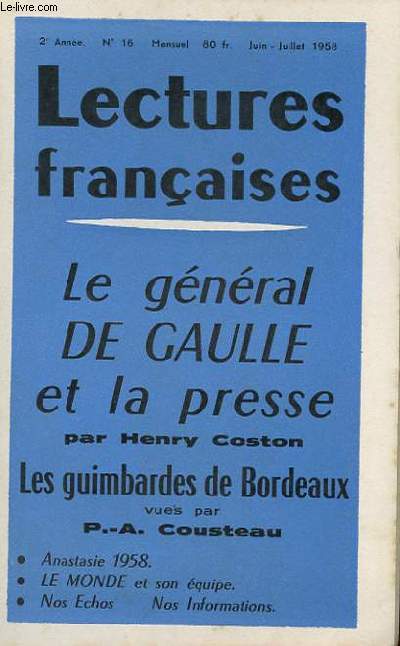 Le-livre.com
2e Année. N° 16 Mensuel 80 fr. Juin - Juillet 1958
Lectures
françaises
Le général
DE GAULLE
et la presse
par Henry Coston
Les guimbardes de Bordeaux
vues par
P.-A. Cousteau
• Anastasie 1958.
• LE MONDE et son équipe.
• Nos Echos Nos Informations.